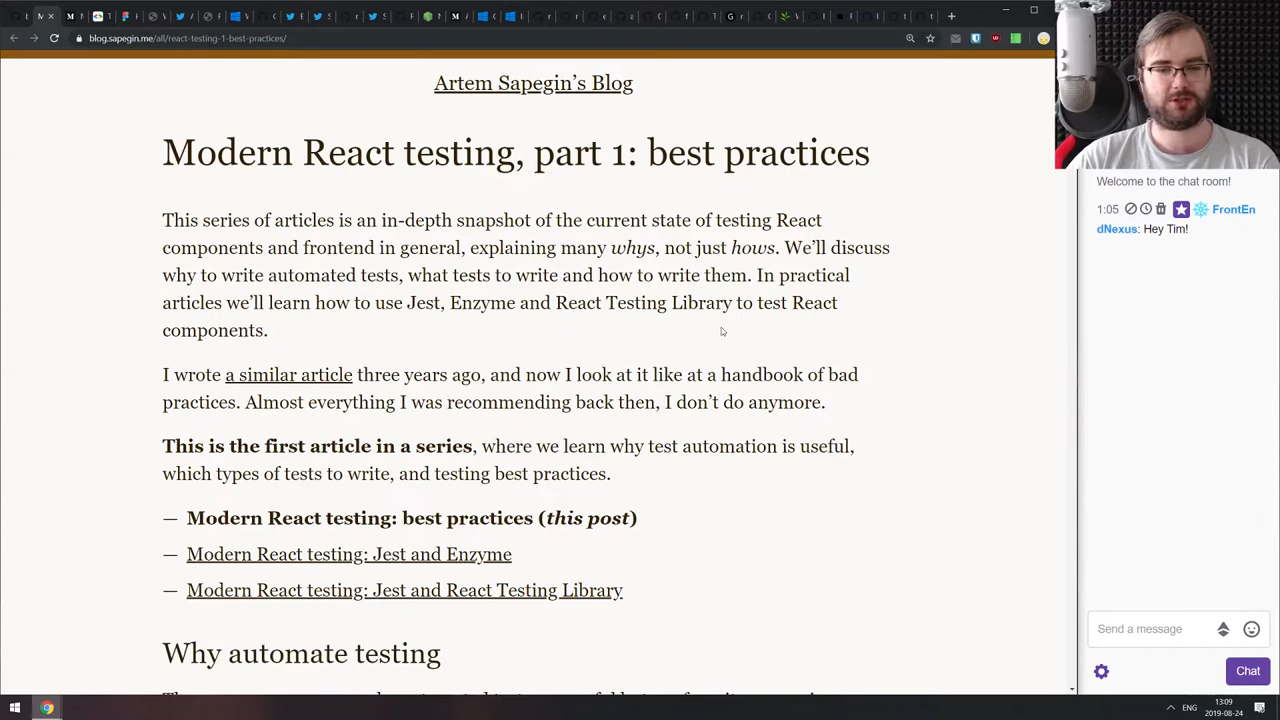 blog.sapegin.me/all/react-testing-1-best-practices/
Artem Sapegin’s Blog
Modern React testing, part 1: best practices
This series of articles is an in-depth snapshot of the current state of testing React
components and frontend in general, explaining many whys, not just hows. We’ll discuss
why to write automated tests, what tests to write and how to write them. In practical
articles we’ll learn how to use Jest, Enzyme and React Testing Library to test React
components.
I wrote a similar article three years ago, and now I look at it like at a handbook of bad
practices. Almost everything I was recommending back then, I don’t do anymore.
This is the first article in a series, where we learn why test automation is useful,
which types of tests to write, and testing best practices.
— Modern React testing: best practices (this post)
— Modern React testing: Jest and Enzyme
— Modern React testing: Jest and React Testing Library
Why automate testing
Welcome to the chat room!
1:05 FrontEn
dNexus: Hey Tim!
Send a message
Chat
ENG
13:09
2019-08-24